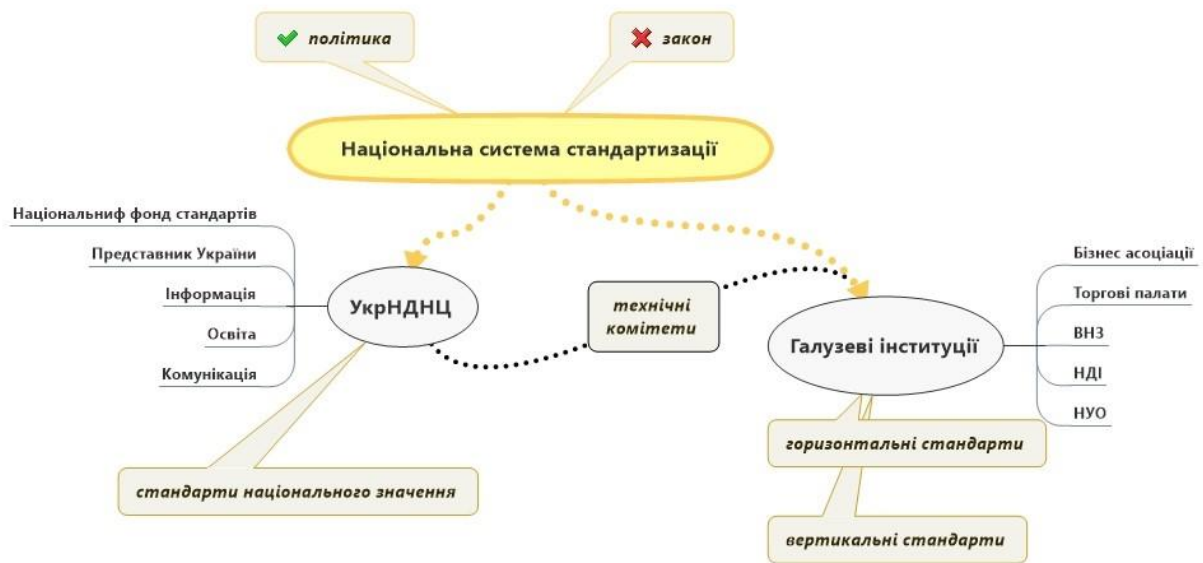 політика
закон
Національна система стандартизації
Національниф фонд стандартів
Представник України
Інформація
Освіта
Комунікація
УкрНДНЦ
технічні
комітети
Галузеві інституції
Бізнес асоціації
Торгові палати
ВНЗ
НДІ
НУО
горизонтальні стандарти
стандарти національного значення
вертикальні стандарти